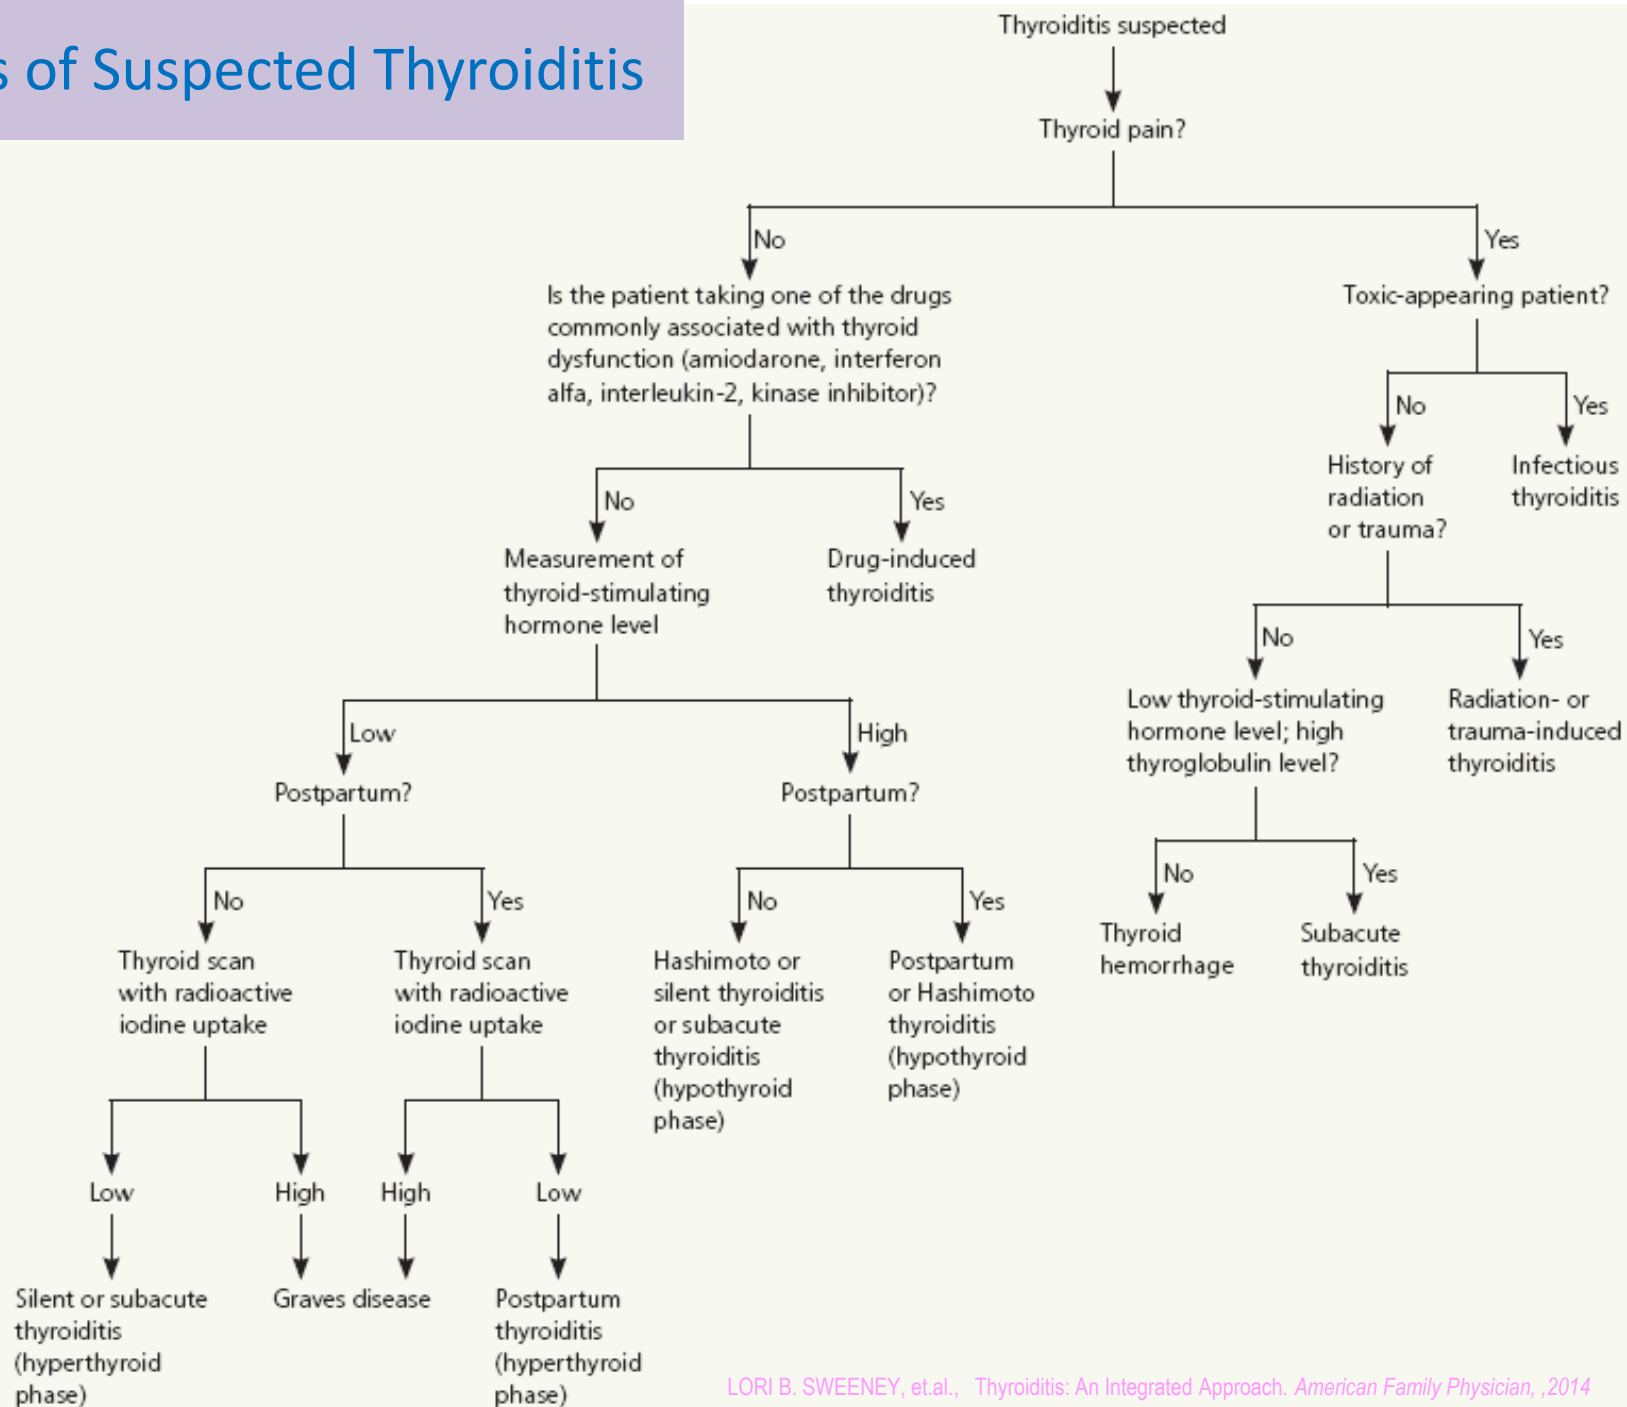 s of Suspected Thyroiditis
Thyroiditis suspected
Thyroid pain?
No
Yes
Is the patient taking one of the drugs
commonly associated with thyroid
dysfunction (amiodarone, interferon
alfa, interleukin-2, kinase inhibitor)?
Toxic-appearing patient?
No
Yes
No
Yes
Measurement of
thyroid-stimulating
hormone level
Drug-induced
thyroiditis
History of
radiation
or trauma?
Infectious
thyroiditis
No
Yes
Low
High
Low thyroid-stimulating
hormone level; high
thyroglobulin level?
Radiation- or
trauma-induced
thyroiditis
Postpartum?
Postpartum?
No
Yes
No
Yes
No
Yes
Thyroid scan
with radioactive
iodine uptake
Thyroid scan
with radioactive
iodine uptake
Hashimoto or
silent thyroiditis
or subacute
thyroiditis
(hypothyroid
phase)
Postpartum
or Hashimoto
thyroiditis
(hypothyroid
phase)
Thyroid
hemorrhage
Subacute
thyroiditis
Low
High
High
Low
Silent or subacute
thyroiditis
(hyperthyroid
phase)
Graves disease
Postpartum
thyroiditis
(hyperthyroid
phase)
LORI B. SWEENEY, et.al., Thyroiditis: An Integrated Approach. American Family Physician, ,2014